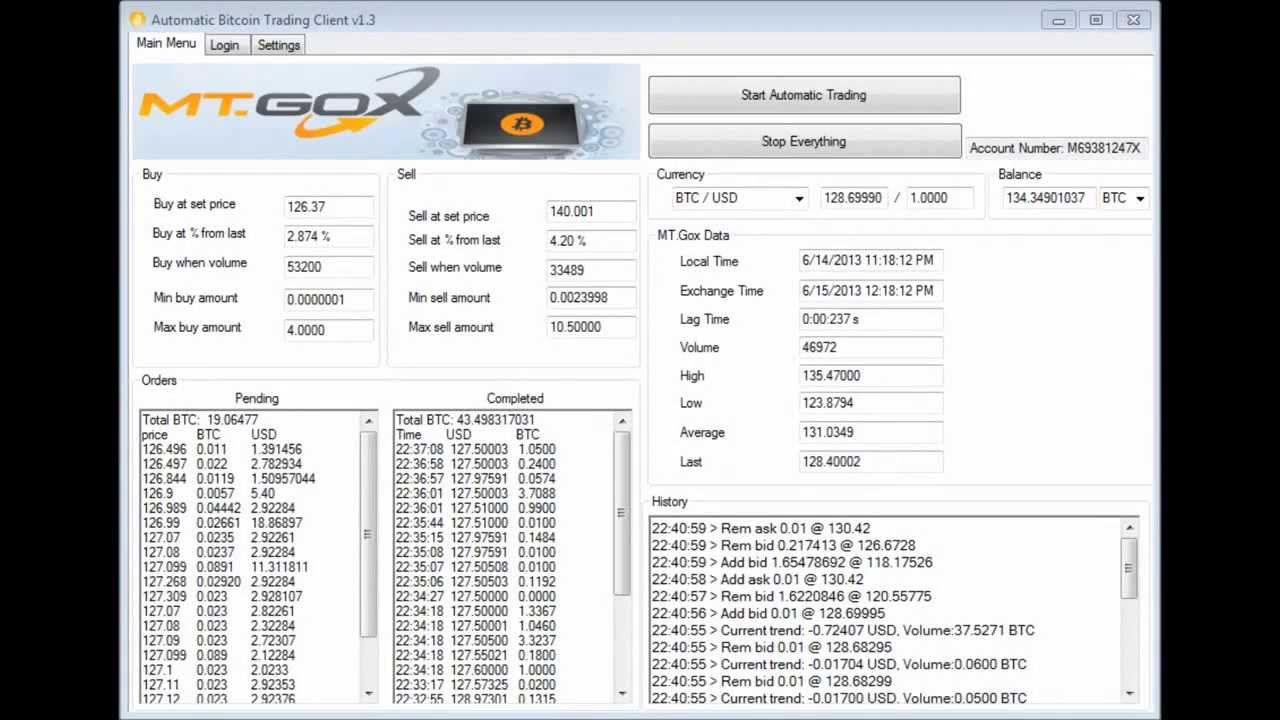 Automatic Bitcoin Trading Client v1.3
Main Menu Login Settings
MT.GOX
Start Automatic Trading
Stop Everything
Account Number: M69381247X
Buy
Buy at set price 126.37
Buy at % from last 2.874 %
Buy when volume 53200
Min buy amount 0.0000001
Max buy amount 4.0000
Sell
Sell at set price 140.001
Sell at % from last 4.20 %
Sell when volume 33489
Min sell amount 0.0023998
Max sell amount 10.50000
Currency
BTC / USD 128.69990 / 1.0000
Balance
134.34901037 BTC
MT.Gox Data
Local Time 6/14/2013 11:18:12 PM
Exchange Time 6/15/2013 12:18:12 PM
Lag Time 0:00:237 s
Volume 46972
High 135.47000
Low 123.8794
Average 131.0349
Last 128.40002
Orders
Pending
Total BTC: 19.06477
price BTC USD
126.496 0.011 1.391456
126.497 0.022 2.782934
126.844 0.0119 1.50957044
126.9 0.0057 5.40
126.989 0.04442 2.92284
126.99 0.02661 18.86897
127.07 0.0235 2.92261
127.08 0.0237 2.92284
127.099 0.0891 11.311811
127.268 0.02920 2.92284
127.309 0.023 2.928107
127.07 0.023 2.82261
127.08 0.023 2.32284
127.09 0.023 2.72307
127.099 0.089 2.12284
127.1 0.023 2.0233
127.11 0.023 2.92353
127.12 0.023 2.92376
Completed
Total BTC: 43.498317031
Time USD BTC
22:37:08 127.50003 1.0500
22:36:58 127.50003 0.2400
22:36:57 127.97591 0.0574
22:36:01 127.50003 3.7088
22:36:01 127.51000 0.9900
22:35:44 127.51000 0.0100
22:35:15 127.97591 0.1484
22:35:08 127.97591 0.0100
22:35:07 127.50508 0.0100
22:35:06 127.50503 0.1192
22:34:27 127.50000 0.0000
22:34:18 127.50000 1.3367
22:34:18 127.50000 1.0460
22:34:18 127.50500 3.3237
22:34:18 127.55021 0.1800
22:34:18 127.60000 1.0000
22:33:17 127.57325 0.0200
22:32:55 128.97301 0.1315
History
22:40:59 > Rem ask 0.01 @ 130.42
22:40:59 > Rem bid 0.217413 @ 126.6728
22:40:59 > Add bid 1.65478692 @ 118.17526
22:40:58 > Add ask 0.01 @ 130.42
22:40:57 > Rem bid 1.6220846 @ 120.55775
22:40:56 > Add bid 0.01 @ 128.69995
22:40:55 > Current trend: -0.72407 USD, Volume:37.5271 BTC
22:40:55 > Rem bid 0.01 @ 128.68295
22:40:55 > Current trend: -0.01704 USD, Volume:0.0600 BTC
22:40:55 > Rem bid 0.01 @ 128.68299
22:40:55 > Current trend: -0.01700 USD, Volume:0.0500 BTC